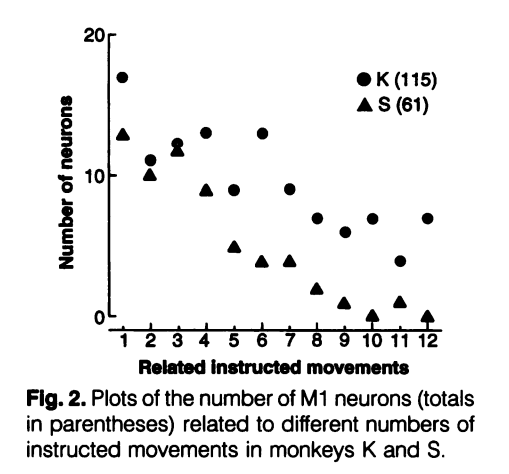 20
● K (115)
▲ S (61)
Number of neurons
10
0
1 2 3 4 5 6 7 8 9 10 11 12
Related instructed movements
Fig. 2. Plots of the number of M1 neurons (totals
in parentheses) related to different numbers of
instructed movements in monkeys K and S.